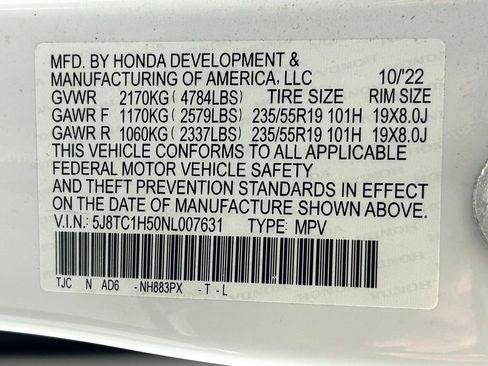 MFD. BY HONDA DEVELOPMENT &
MANUFACTURING OF AMERICA, LLC 10/'22
GVWR 2170KG ( 4784LBS) TIRE SIZE RIM SIZE
GAWR F 1170KG ( 2579LBS) 235/55R19 101H 19X8.0J
GAWR R 1060KG ( 2337LBS) 235/55R19 101H 19X8.0J
THIS VEHICLE CONFORMS TO ALL APPLICABLE
FEDERAL MOTOR VEHICLE SAFETY
AND THEFT PREVENTION STANDARDS IN EFFECT
ON THE DATE OF MANUFACTURE SHOWN ABOVE.
V.I.N.: 5J8TC1H50NL007631 TYPE: MPV
TJC N AD6 -NH883PX -T -L